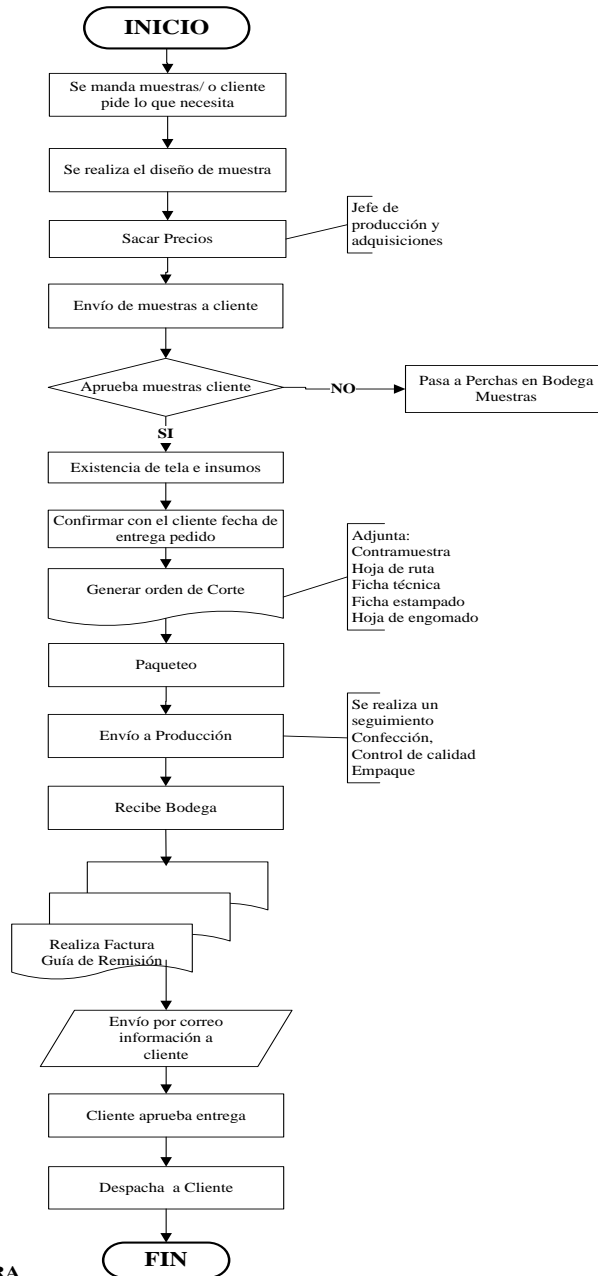 INICIO
Se manda muestras/ o cliente
pide lo que necesita
Se realiza el diseño de muestra
Sacar Precios
Jefe de
producción y
adquisiciones
Envío de muestras a cliente
Aprueba muestras cliente
NO
Pasa a Perchas en Bodega
Muestras
SI
Existencia de tela e insumos
Confirmar con el cliente fecha de
entrega pedido
Generar orden de Corte
Adjunta:
Contramuestra
Hoja de ruta
Ficha técnica
Ficha estampado
Hoja de engomado
Paqueteo
Envío a Producción
Se realiza un
seguimiento
Confección,
Control de calidad
Empaque
Recibe Bodega
Realiza Factura
Guía de Remisión
Envío por correo
información a
cliente
Cliente aprueba entrega
Despacha a Cliente
FIN